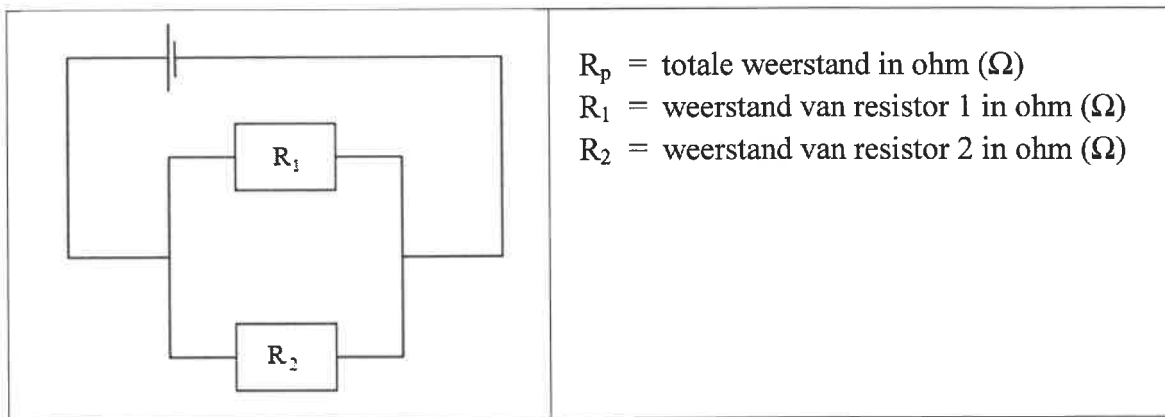 R₁
R₂
Rₚ = totale weerstand in ohm (Ω)
R₁ = weerstand van resistor 1 in ohm (Ω)
R₂ = weerstand van resistor 2 in ohm (Ω)